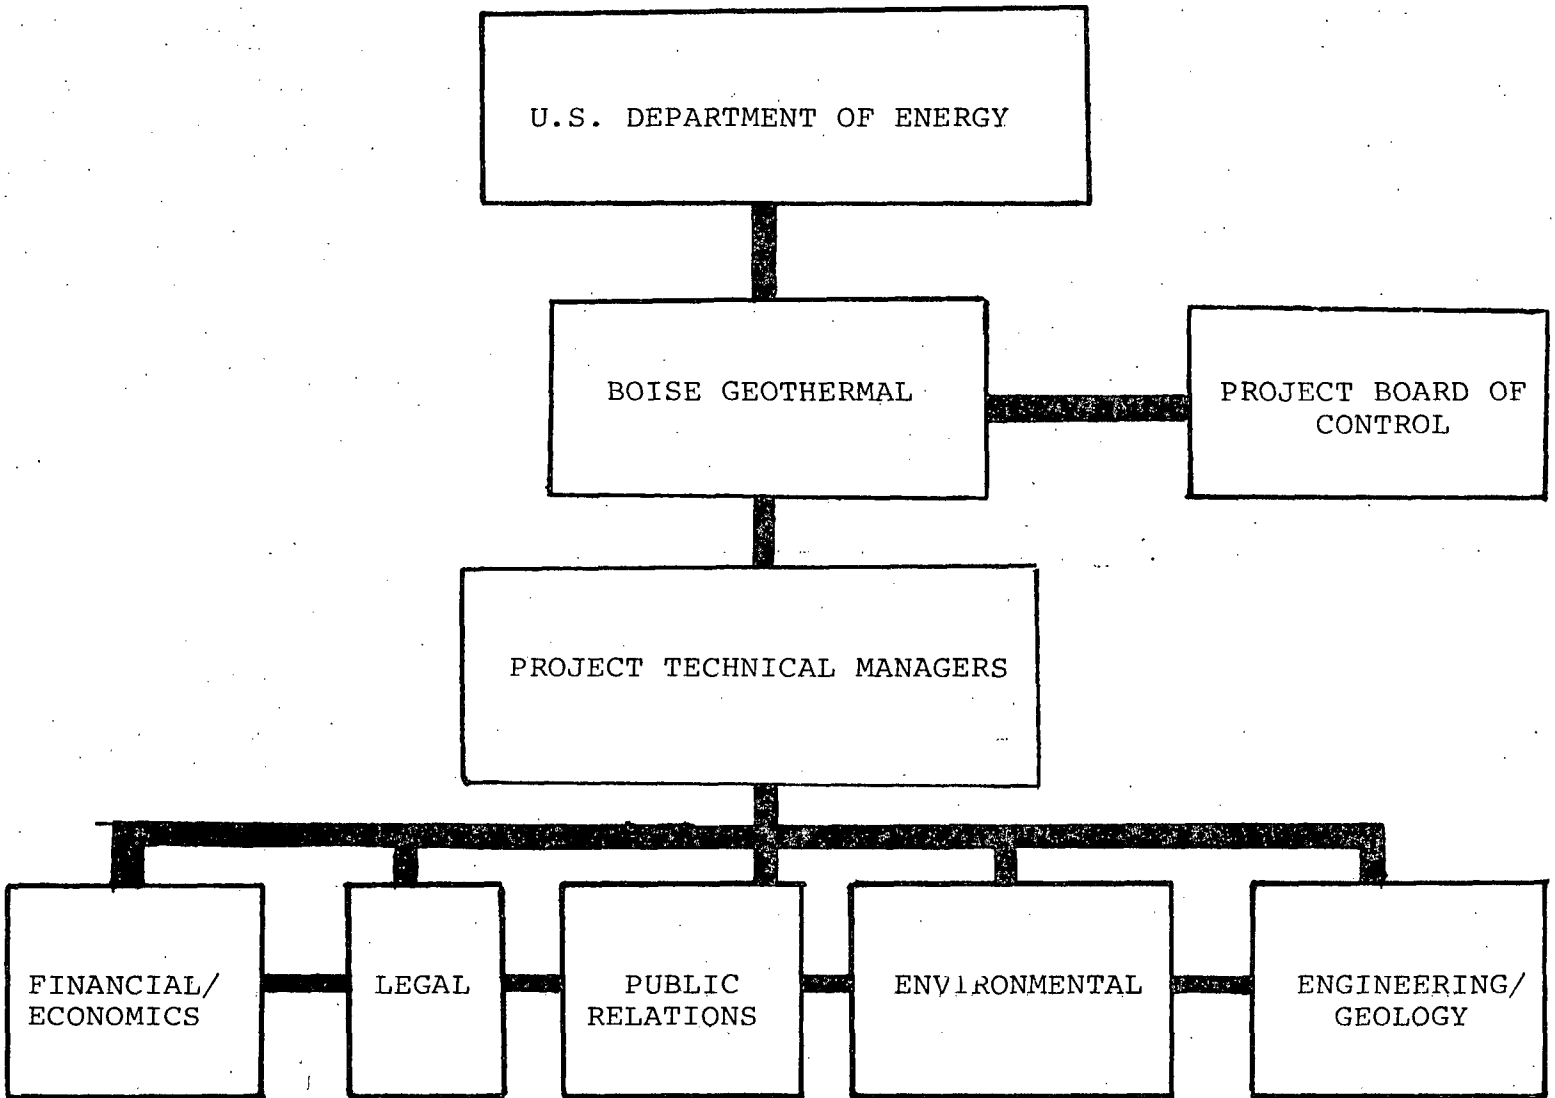 U.S. DEPARTMENT OF ENERGY
BOISE GEOTHERMAL
PROJECT BOARD OF
CONTROL
PROJECT TECHNICAL MANAGERS
FINANCIAL/
ECONOMICS
LEGAL
PUBLIC
RELATIONS
ENVIRONMENTAL
ENGINEERING/
GEOLOGY